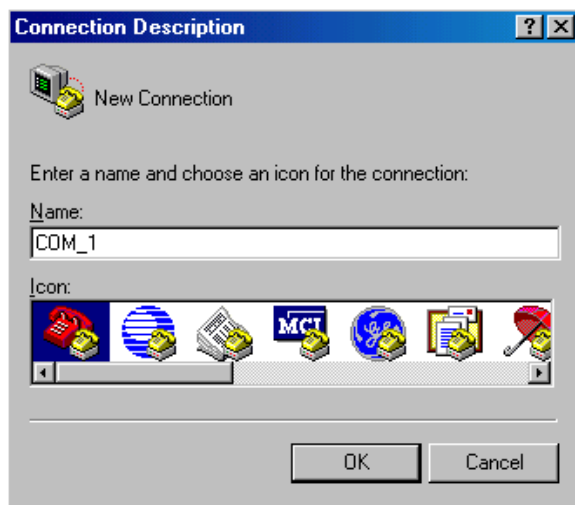 Connection Description
New Connection
Enter a name and choose an icon for the connection:
Name:
COM_1
Icon:
MCI
OK Cancel